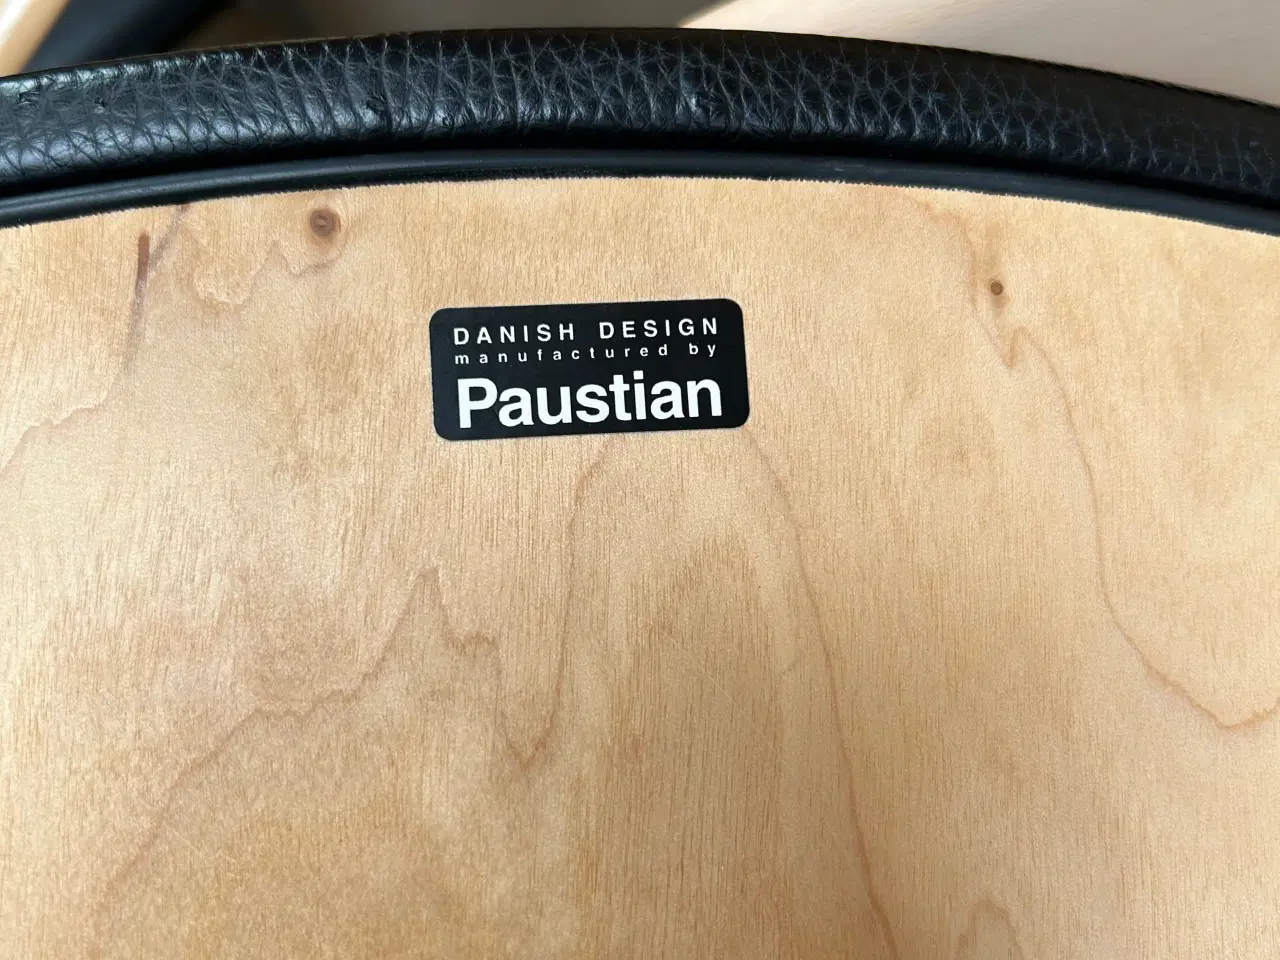 DANISH DESIGN
manufactured by
Paustian